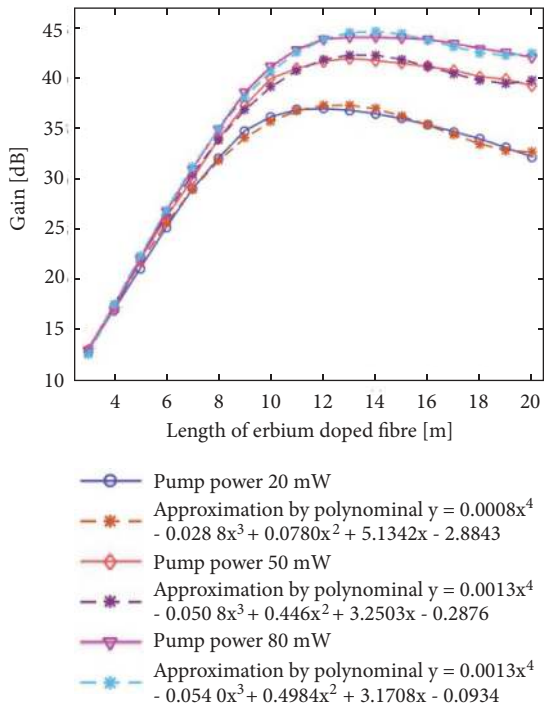 45
40
35
30
25
20
15
10
Gain [dB]
4 6 8 10 12 14 16 18 20
Length of erbium doped fibre [m]
Pump power 20 mW
Approximation by polynominal y = 0.0008x⁴
- 0.028 8x³ + 0.0780x² + 5.1342x - 2.8843
Pump power 50 mW
Approximation by polynominal y = 0.0013x⁴
- 0.050 8x³ + 0.446x² + 3.2503x - 0.2876
Pump power 80 mW
Approximation by polynominal y = 0.0013x⁴
- 0.054 0x³ + 0.4984x² + 3.1708x - 0.0934